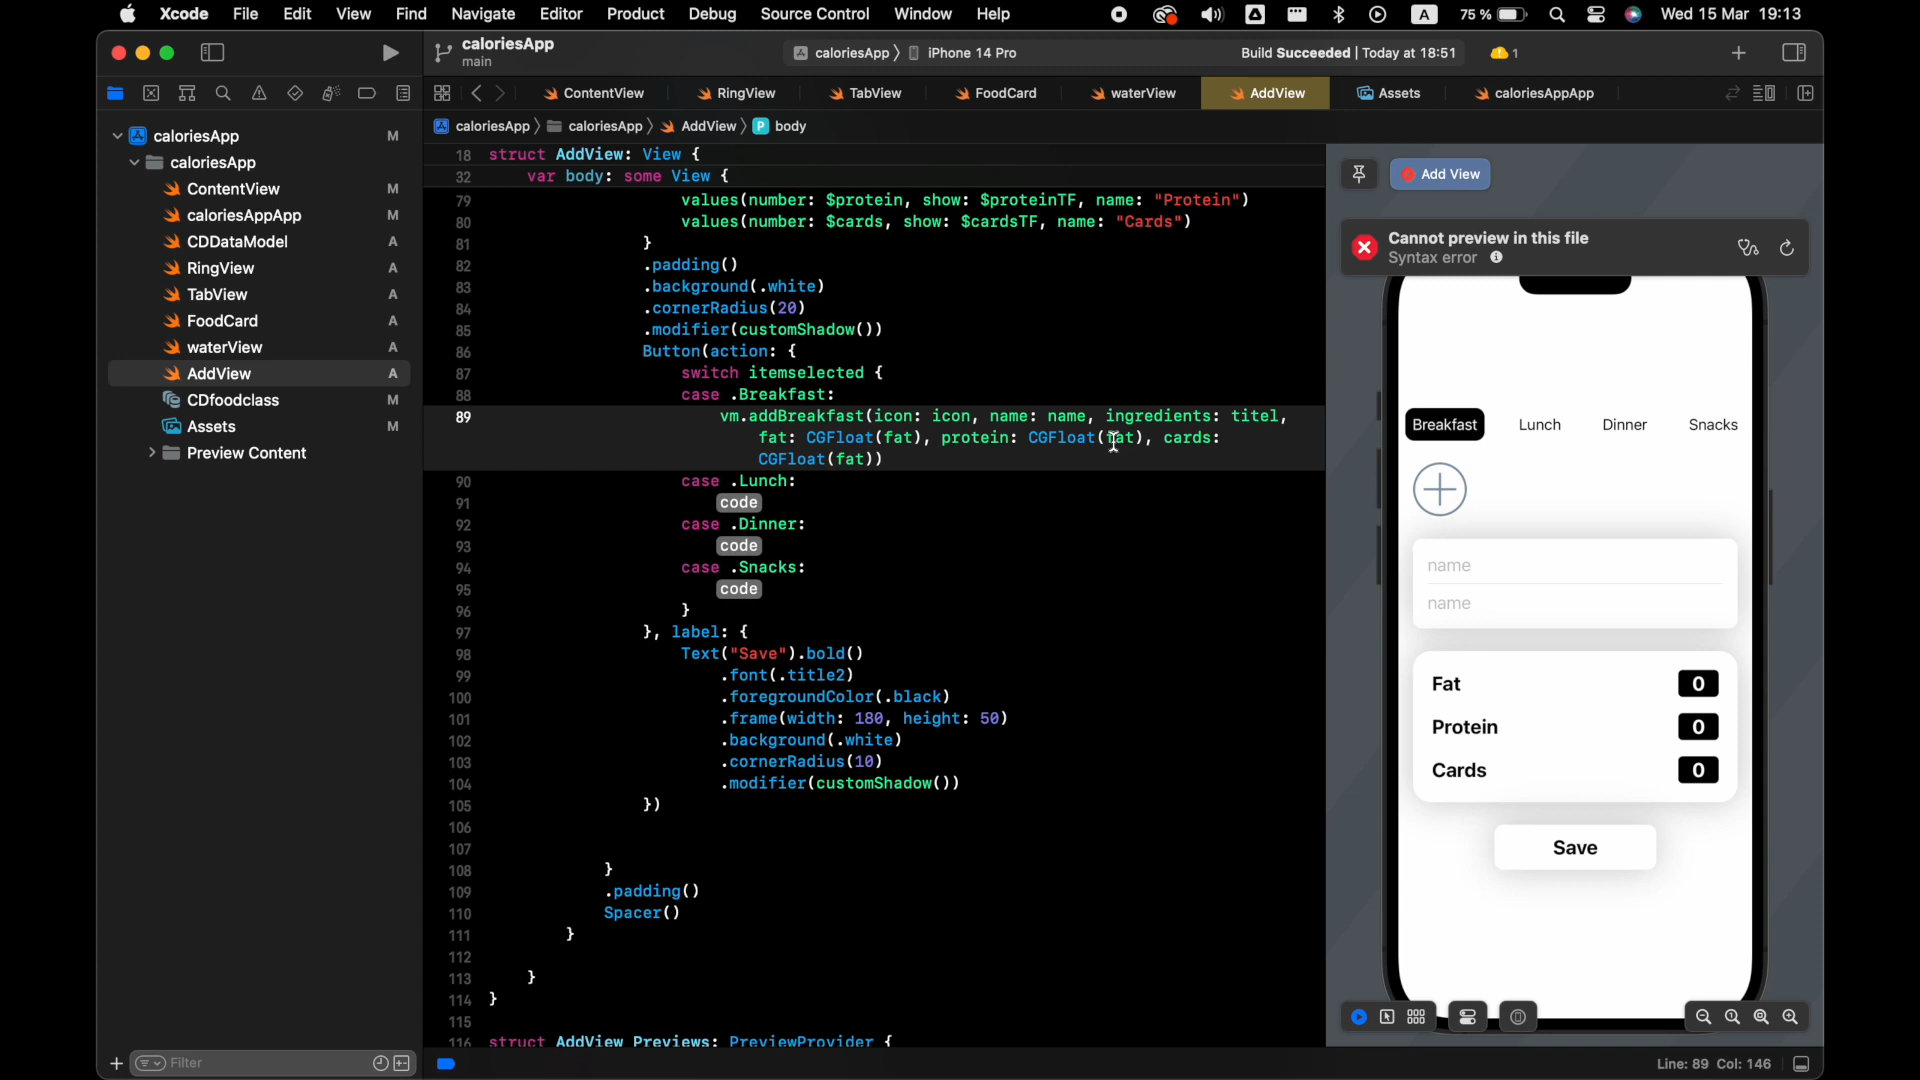 Xcode File Edit View Find Navigate Editor Product Debug Source Control Window Help A 75 % Wed 15 Mar 19:13
caloriesApp
main
caloriesApp iPhone 14 Pro
Build Succeeded | Today at 18:51
1
ContentView RingView TabView FoodCard waterView AddView Assets caloriesAppApp
caloriesApp caloriesApp AddView P body
caloriesApp M
caloriesApp
ContentView M
caloriesAppApp M
CDDataModel A
RingView A
TabView A
FoodCard A
waterView A
AddView A
CDfoodclass M
Assets M
Preview Content
Filter
18 struct AddView: View {
32 var body: some View {
79 values(number: $protein, show: $proteinTF, name: "Protein")
80 values(number: $cards, show: $cardsTF, name: "Cards")
81 }
82 .padding()
83 .background(.white)
84 .cornerRadius(20)
85 .modifier(customShadow())
86 Button(action: {
87 switch itemselected {
88 case .Breakfast:
89 vm.addBreakfast(icon: icon, name: name, ingredients: titel,
fat: CGFloat(fat), protein: CGFloat(fat), cards:
CGFloat(fat))
90 case .Lunch:
91 code
92 case .Dinner:
93 code
94 case .Snacks:
95 code
96 }
97 }, label: {
98 Text("Save").bold()
99 .font(.title2)
100 .foregroundColor(.black)
101 .frame(width: 180, height: 50)
102 .background(.white)
103 .cornerRadius(10)
104 .modifier(customShadow())
105 })
106
107
108 }
109 .padding()
110 Spacer()
111 }
112
113 }
114 }
115
116 struct AddView_Previews: PreviewProvider {
Add View
Cannot preview in this file
Syntax error
Breakfast Lunch Dinner Snacks
name
name
Fat 0
Protein 0
Cards 0
Save
Line: 89 Col: 146